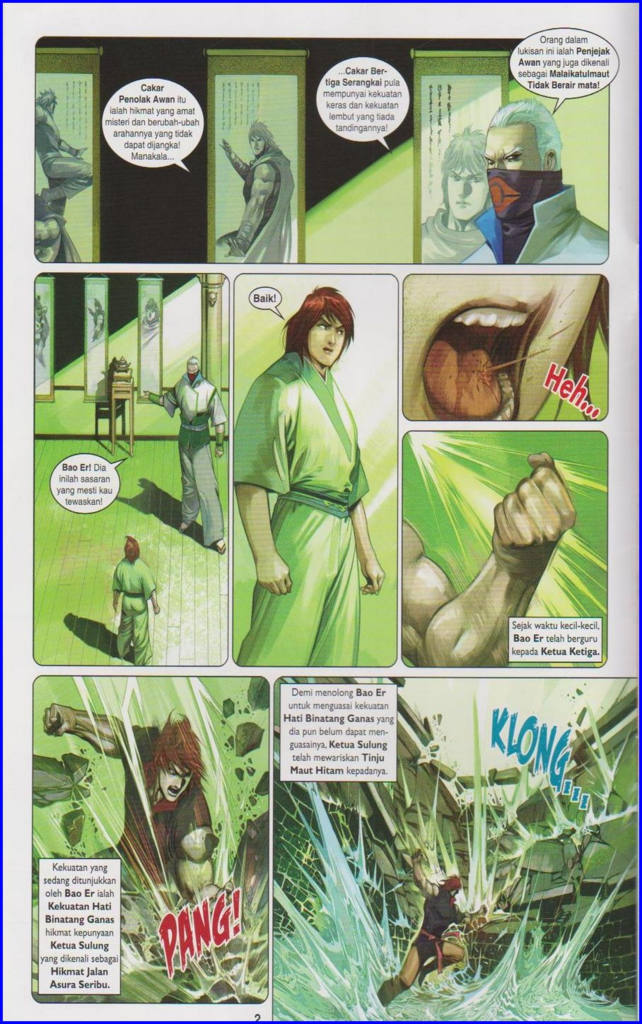 Cakar
Penolak Awan itu
ialah hikmat yang amat
misteri dan berubah-ubah
arahannya yang tidak
dapat dijangka!
Manakala...
...Cakar Ber-
tiga Serangkai pula
mempunyai kekuatan
keras dan kekuatan
lembut yang tiada
tandingannya!
Orang dalam
lukisan ini ialah Penjejak
Awan yang juga dikenali
sebagai Malaikatulmaut
Tidak Berair mata!
Bao Er! Dia
inilah sasaran
yang mesti kau
tewaskan!
Baik!
Heh...
Sejak waktu kecil-kecil,
Bao Er telah berguru
kepada Ketua Ketiga.
Kekuatan yang
sedang ditunjukkan
oleh Bao Er ialah
Kekuatan Hati
Binatang Ganas
hikmat kepunyaan
Ketua Sulung
yang dikenali sebagai
Hikmat Jalan
Asura Seribu.
PANG!
Demi menolong Bao Er
untuk menguasai kekuatan
Hati Binatang Ganas yang
dia pun belum dapat men-
guasainya, Ketua Sulung
telah mewariskan Tinju
Maut Hitam kepadanya.
KLONG...
2